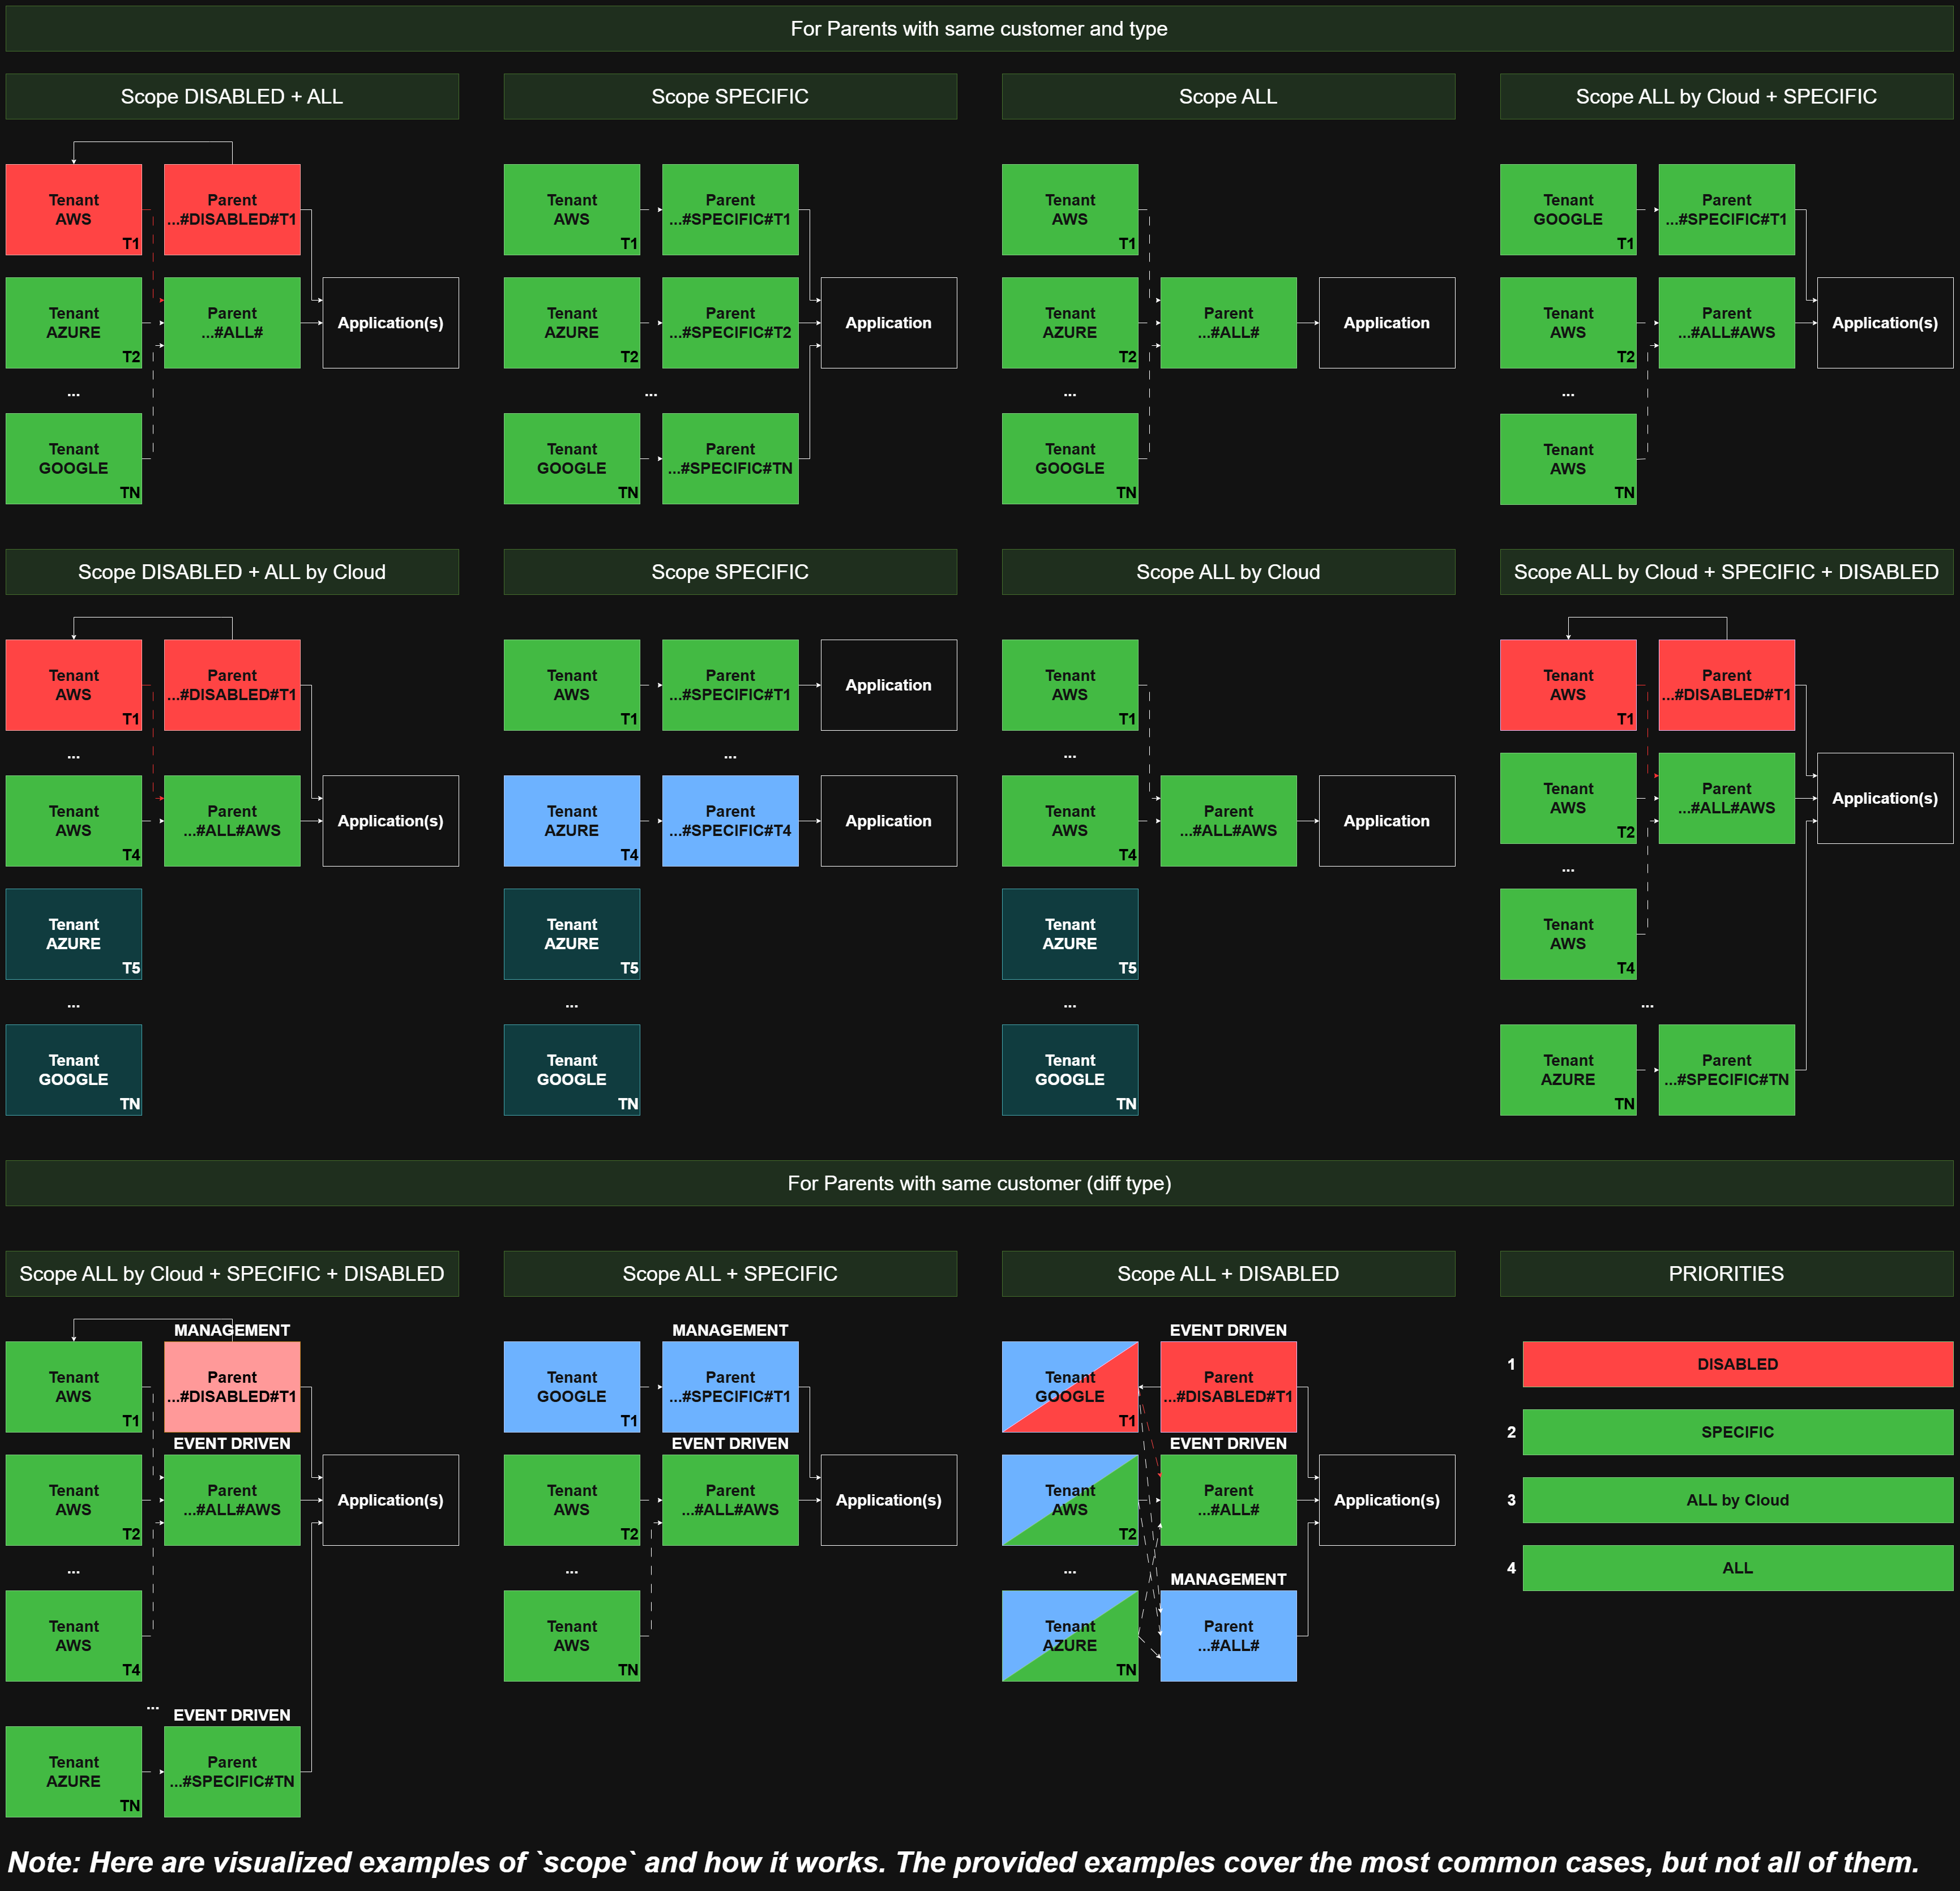 For Parents with same customer and type
Scope DISABLED + ALL
Tenant
AWS
T1
Parent
...#DISABLED#T1
Tenant
AZURE
T2
Parent
...#ALL#
Application(s)
...
Tenant
GOOGLE
TN
Scope SPECIFIC
Tenant
AWS
T1
Parent
...#SPECIFIC#T1
Tenant
AZURE
T2
Parent
...#SPECIFIC#T2
Application
...
Tenant
GOOGLE
TN
Parent
...#SPECIFIC#TN
Scope ALL
Tenant
AWS
T1
Tenant
AZURE
T2
Parent
...#ALL#
Application
...
Tenant
GOOGLE
TN
Scope ALL by Cloud + SPECIFIC
Tenant
GOOGLE
T1
Parent
...#SPECIFIC#T1
Tenant
AWS
T2
Parent
...#ALL#AWS
Application(s)
...
Tenant
AWS
TN
Scope DISABLED + ALL by Cloud
Tenant
AWS
T1
Parent
...#DISABLED#T1
...
Tenant
AWS
T4
Parent
...#ALL#AWS
Application(s)
Tenant
AZURE
T5
...
Tenant
GOOGLE
TN
Scope SPECIFIC
Tenant
AWS
T1
Parent
...#SPECIFIC#T1
Application
...
Tenant
AZURE
T4
Parent
...#SPECIFIC#T4
Application
Tenant
AZURE
T5
...
Tenant
GOOGLE
TN
Scope ALL by Cloud
Tenant
AWS
T1
...
Tenant
AWS
T4
Parent
...#ALL#AWS
Application
Tenant
AZURE
T5
...
Tenant
GOOGLE
TN
Scope ALL by Cloud + SPECIFIC + DISABLED
Tenant
AWS
T1
Parent
...#DISABLED#T1
Tenant
AWS
T2
Parent
...#ALL#AWS
Application(s)
...
Tenant
AWS
T4
...
Tenant
AZURE
TN
Parent
...#SPECIFIC#TN
For Parents with same customer (diff type)
Scope ALL by Cloud + SPECIFIC + DISABLED
MANAGEMENT
Tenant
AWS
T1
Parent
...#DISABLED#T1
EVENT DRIVEN
Tenant
AWS
T2
Parent
...#ALL#AWS
Application(s)
...
Tenant
AWS
T4
...
EVENT DRIVEN
Tenant
AZURE
TN
Parent
...#SPECIFIC#TN
Scope ALL + SPECIFIC
MANAGEMENT
Tenant
GOOGLE
T1
Parent
...#SPECIFIC#T1
EVENT DRIVEN
Tenant
AWS
T2
Parent
...#ALL#AWS
Application(s)
...
Tenant
AWS
TN
Scope ALL + DISABLED
EVENT DRIVEN
Tenant
GOOGLE
T1
Parent
...#DISABLED#T1
EVENT DRIVEN
Tenant
AWS
T2
Parent
...#ALL#
Application(s)
...
MANAGEMENT
Tenant
AZURE
TN
Parent
...#ALL#
PRIORITIES
1 DISABLED
2 SPECIFIC
3 ALL by Cloud
4 ALL
Note: Here are visualized examples of `scope` and how it works. The provided examples cover the most common cases, but not all of them.